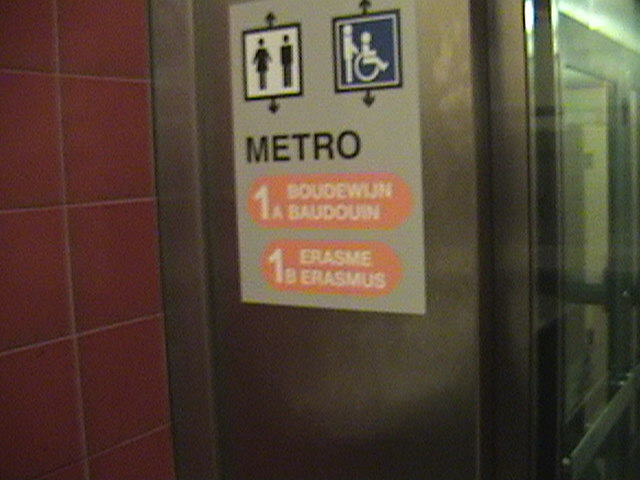 METRO
1A BOUDEWIJN
BAUDOUIN
1B ERASME
ERASMUS